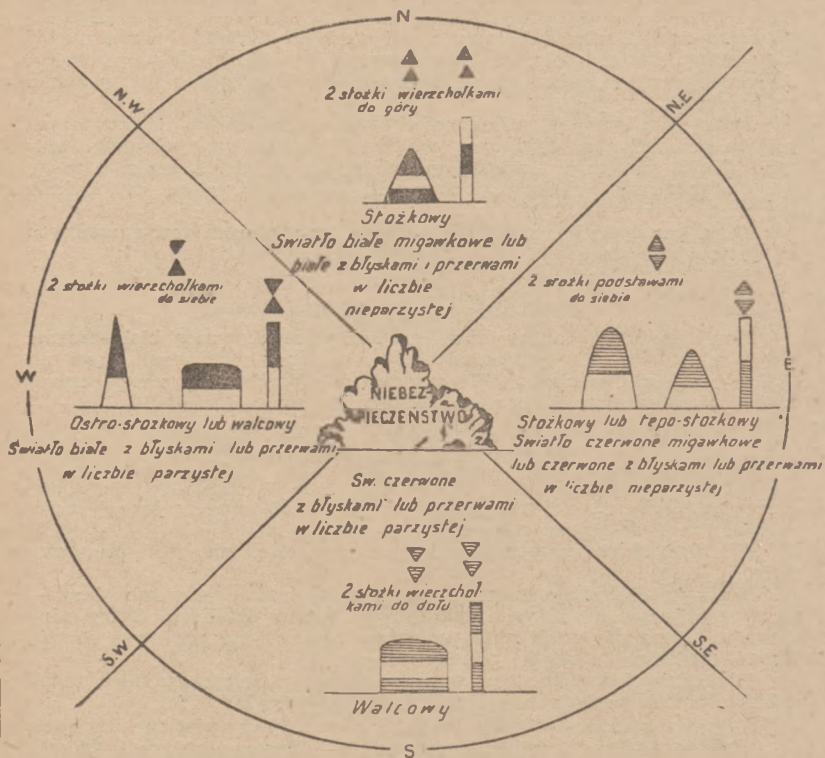 N
N.W
N.E
2 stożki wierzchołkami
do góry
Stożkowy
Światło białe migawkowe lub
białe z błyskami i przerwami
w liczbie
nieparzystej
2 stożki wierzchołkami
do siebie
W
Ostro-stożkowy lub walcowy
Światło białe z błyskami lub przerwami
w liczbie parzystej
NIEBEZ-
PIECZEŃSTWO
2 stożki podstawami
do siebie
E
Stożkowy lub tępo-stożkowy
Światło czerwone migawkowe
lub czerwone z błyskami lub przerwami
w liczbie nieparzystej
Św. czerwone
z błyskami lub przerwami
w liczbie parzystej
2 stożki wierzchoł-
kami do dołu
Walcowy
S.W
S.E
S